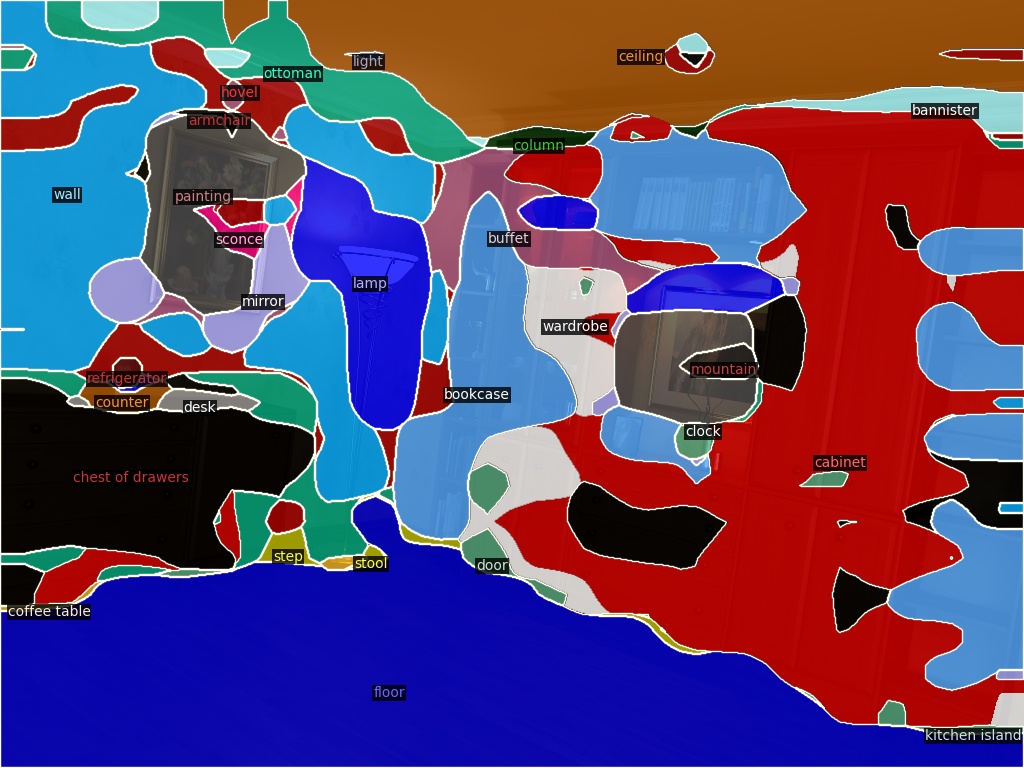 light
ceiling
ottoman
hovel
bannister
armchair
column
wall
painting
sconce
buffet
lamp
mirror
wardrobe
mountain
refrigerator
bookcase
counter
desk
clock
cabinet
chest of drawers
step
stool
door
coffee table
floor
kitchen island